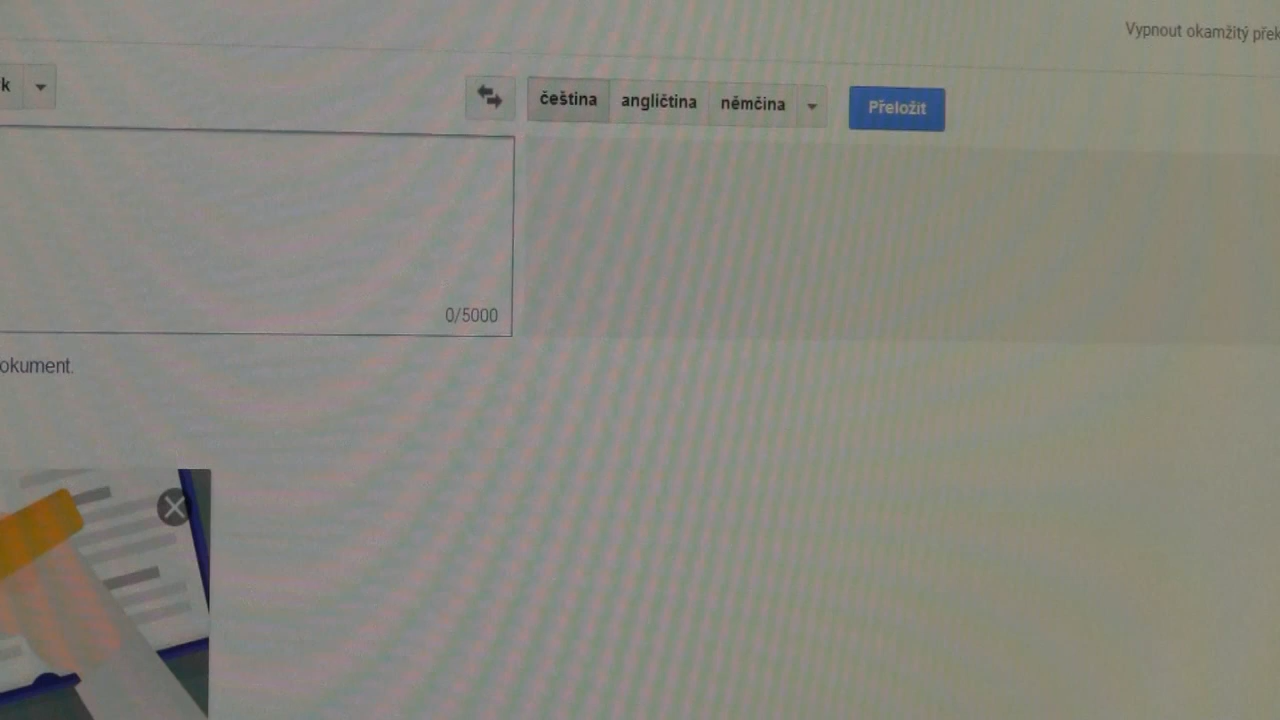 Vypnout okamžitý přek
k
čeština angličtina němčina Přeložit
0/5000
okument.